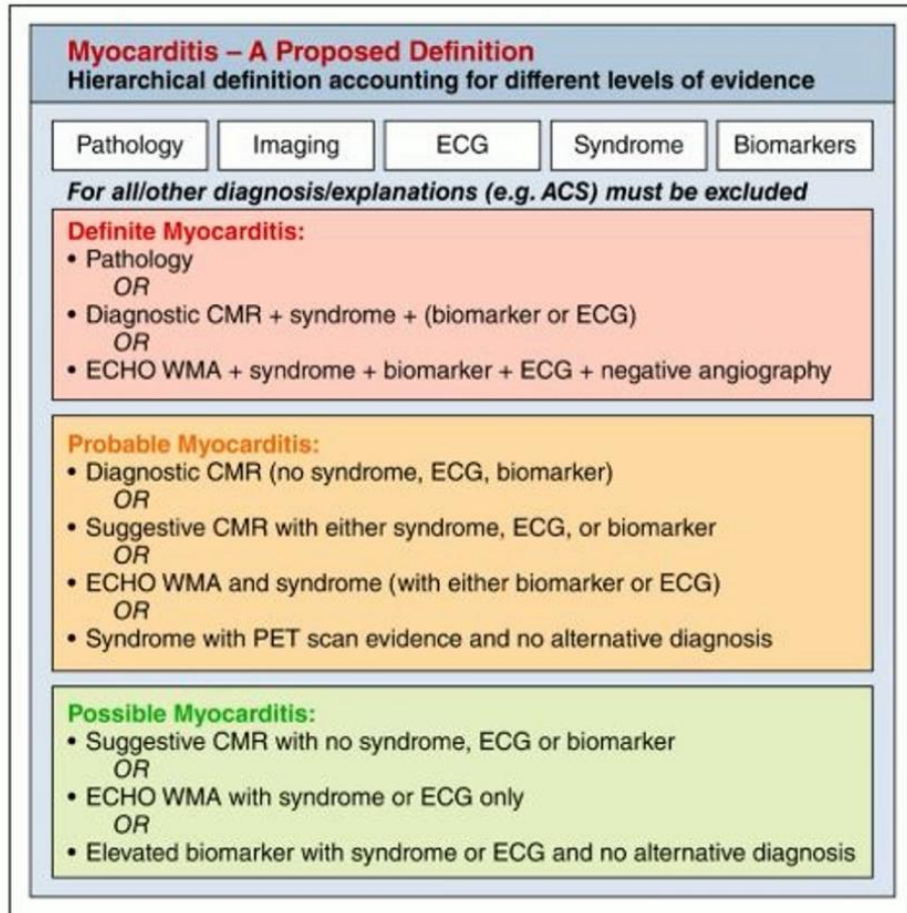 Myocarditis – A Proposed Definition
Hierarchical definition accounting for different levels of evidence
Pathology Imaging ECG Syndrome Biomarkers
For all/other diagnosis/explanations (e.g. ACS) must be excluded
Definite Myocarditis:
• Pathology
OR
• Diagnostic CMR + syndrome + (biomarker or ECG)
OR
• ECHO WMA + syndrome + biomarker + ECG + negative angiography
Probable Myocarditis:
• Diagnostic CMR (no syndrome, ECG, biomarker)
OR
• Suggestive CMR with either syndrome, ECG, or biomarker
OR
• ECHO WMA and syndrome (with either biomarker or ECG)
OR
• Syndrome with PET scan evidence and no alternative diagnosis
Possible Myocarditis:
• Suggestive CMR with no syndrome, ECG or biomarker
OR
• ECHO WMA with syndrome or ECG only
OR
• Elevated biomarker with syndrome or ECG and no alternative diagnosis